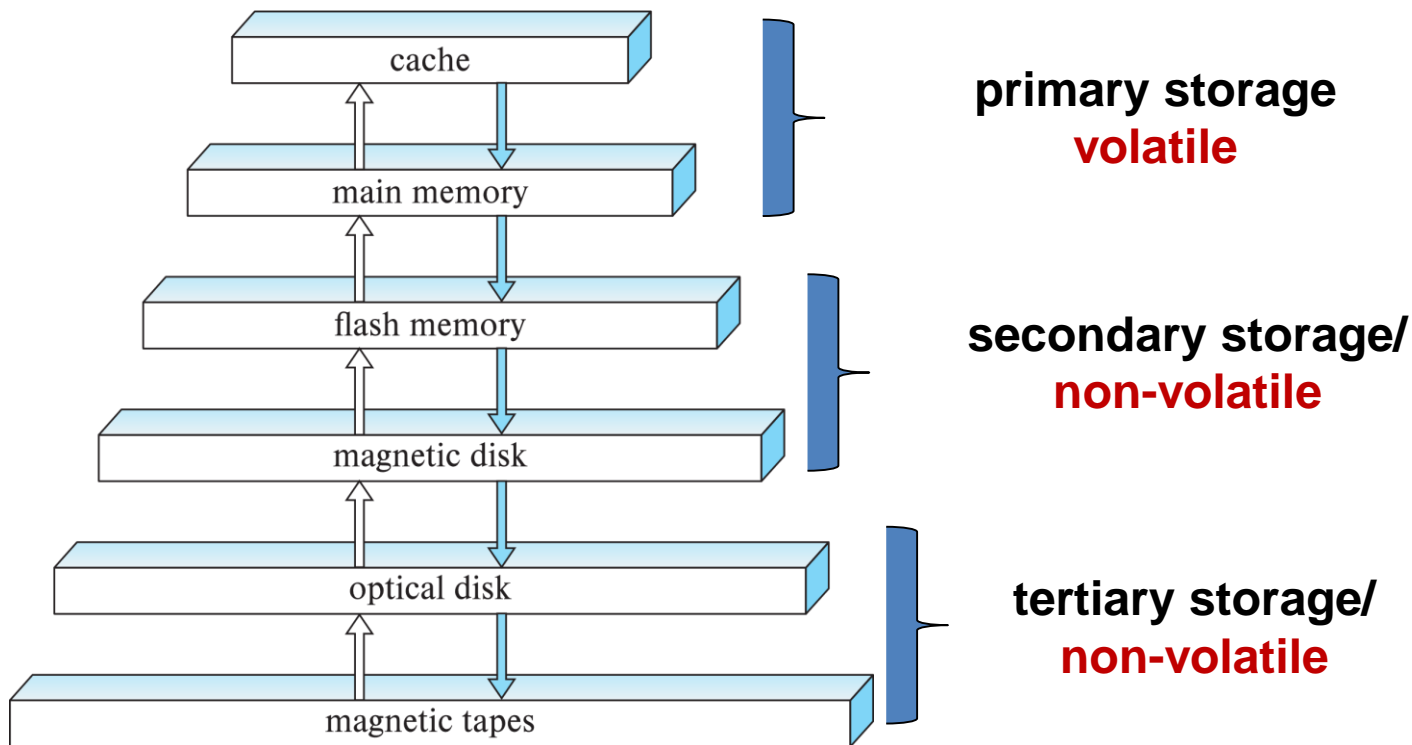 cache
main memory
primary storage
volatile
flash memory
magnetic disk
secondary storage/
non-volatile
optical disk
magnetic tapes
tertiary storage/
non-volatile